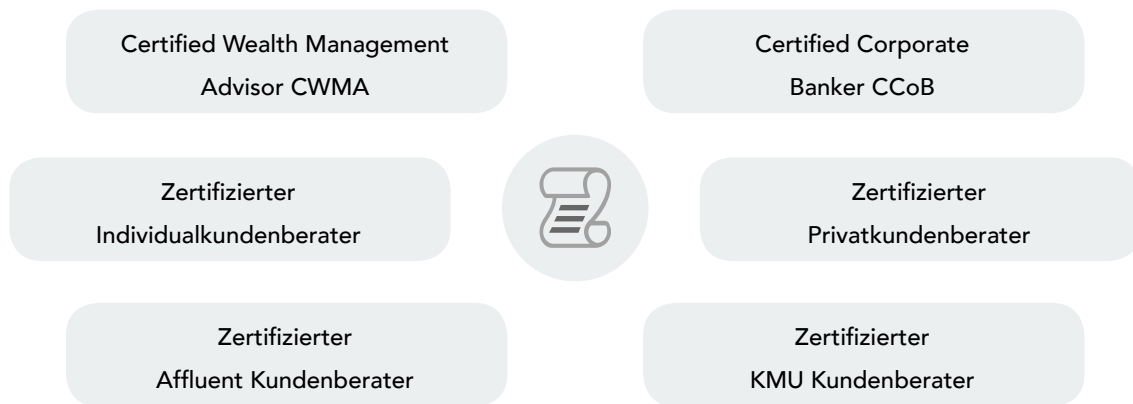 Certified Wealth Management
Advisor CWMA
Certified Corporate
Banker CCoB
Zertifizierter
Individualkundenberater
Zertifizierter
Privatkundenberater
Zertifizierter
Affluent Kundenberater
Zertifizierter
KMU Kundenberater